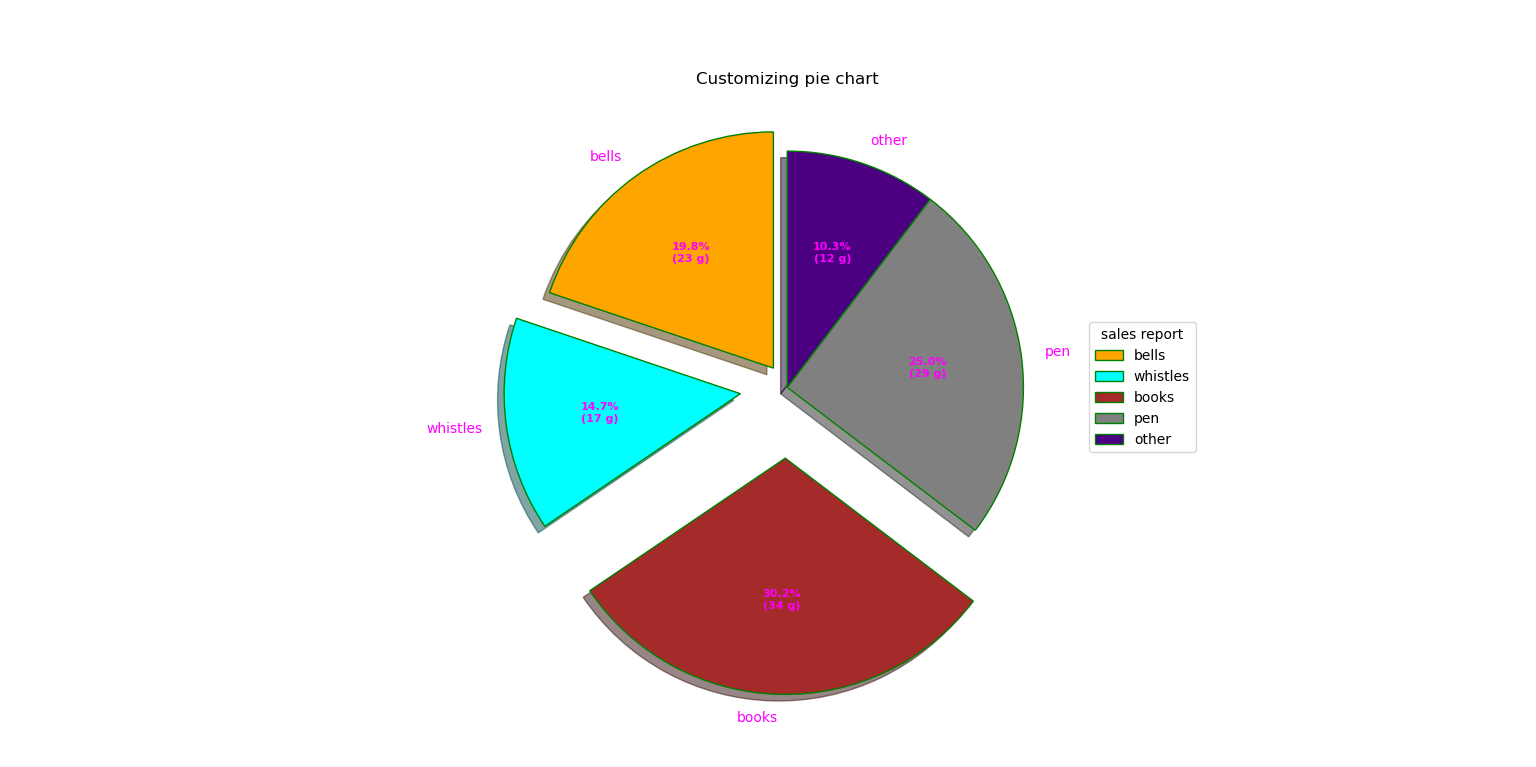 Customizing pie chart
other
bells
19.8%
(23 g)
10.3%
(12 g)
pen
25.0%
(29 g)
14.7%
(17 g)
whistles
30.2%
(34 g)
books
sales report
bells
whistles
books
pen
other